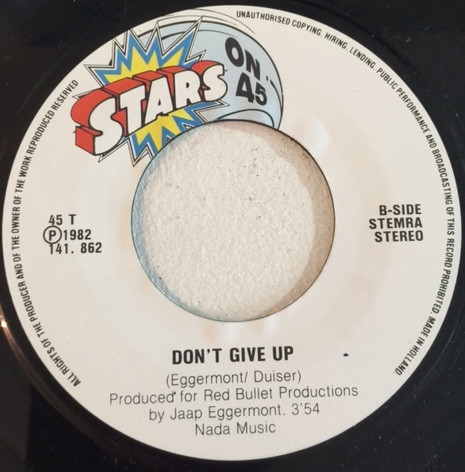 STARS
ON
45
UNAUTHORISED COPYING, HIRING, LENDING, PUBLIC PERFORMANCE AND BROADCASTING OF THIS RECORD PROHIBITED. MADE IN HOLLAND
ALL RIGHTS OF THE PRODUCER AND OF THE OWNER OF THE WORK REPRODUCED RESERVED
45 T
Ⓟ1982
141. 862
B-SIDE
STEMRA
STEREO
DON'T GIVE UP
(Eggermont/ Duiser)
Produced for Red Bullet Productions
by Jaap Eggermont. 3'54
Nada Music